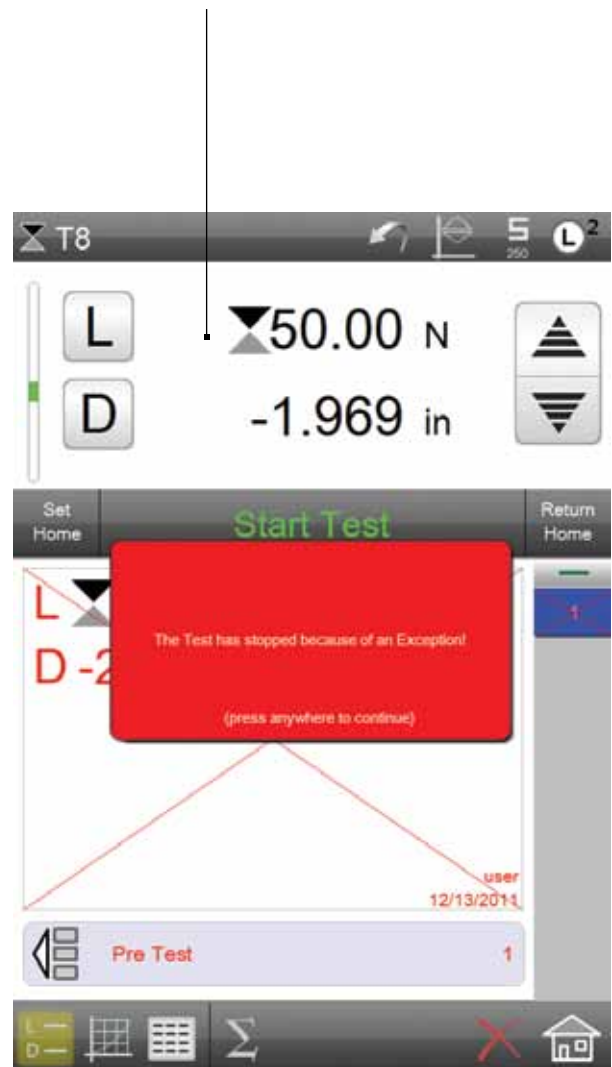 T8
5
250
L 2
L
50.00 N
D
-1.969 in
Set
Home
Start Test
Return
Home
L
D -2
1
The Test has stopped because of an Exception!
(press anywhere to continue)
user
12/13/2011
Pre Test 1
L
D
Σ